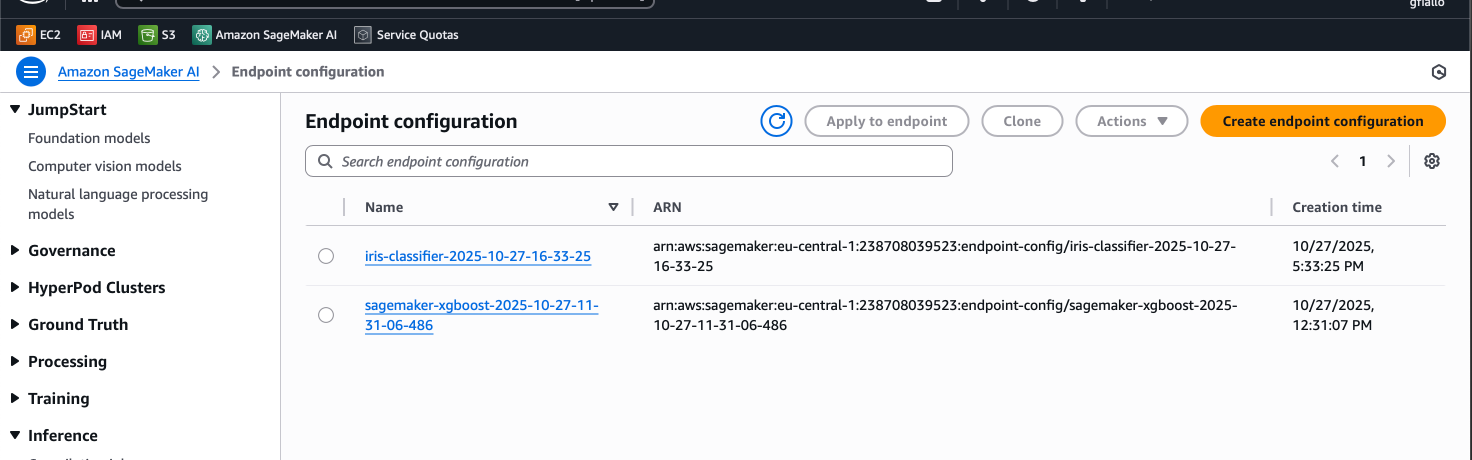 gfiallo
EC2 IAM S3 Amazon SageMaker AI Service Quotas
Amazon SageMaker AI > Endpoint configuration
JumpStart
Foundation models
Computer vision models
Natural language processing
models
Governance
HyperPod Clusters
Ground Truth
Processing
Training
Inference
Endpoint configuration
Apply to endpoint
Clone
Actions
Create endpoint configuration
Search endpoint configuration
1
Name ARN Creation time
iris-classifier-2025-10-27-16-33-25
arn:aws:sagemaker:eu-central-1:238708039523:endpoint-config/iris-classifier-2025-10-27-
16-33-25
10/27/2025,
5:33:25 PM
sagemaker-xgboost-2025-10-27-11-
31-06-486
arn:aws:sagemaker:eu-central-1:238708039523:endpoint-config/sagemaker-xgboost-2025-
10-27-11-31-06-486
10/27/2025,
12:31:07 PM